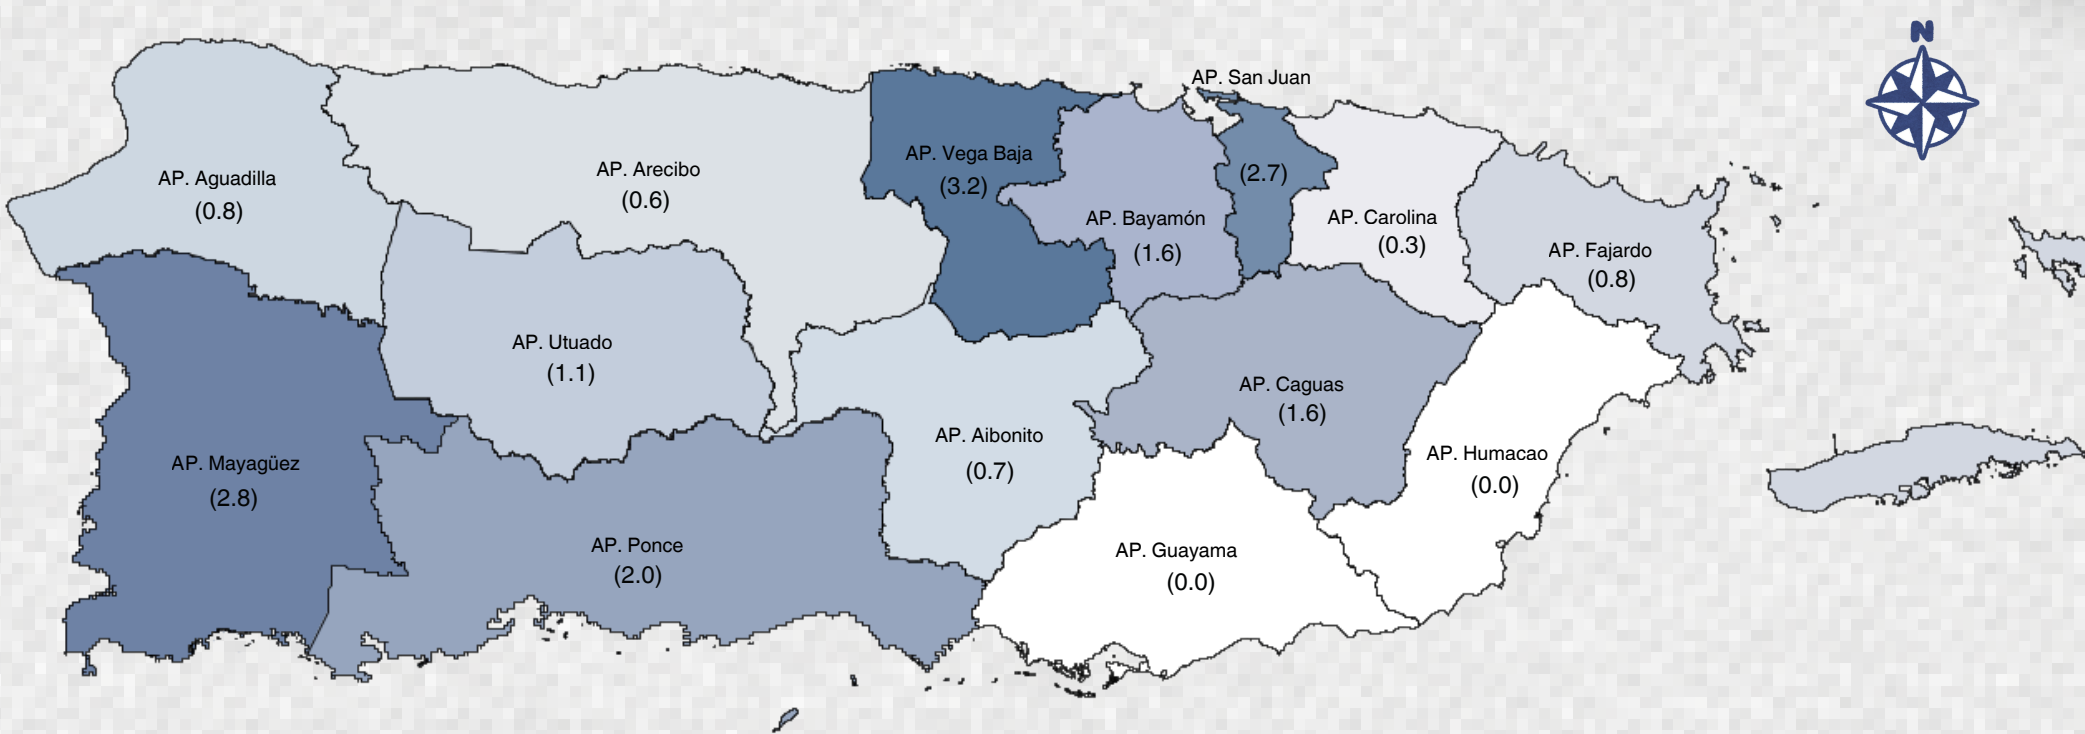 N
AP. San Juan
(2.7)
AP. Vega Baja
(3.2)
AP. Arecibo
(0.6)
AP. Aguadilla
(0.8)
AP. Bayamón
(1.6)
AP. Carolina
(0.3)
AP. Fajardo
(0.8)
AP. Utuado
(1.1)
AP. Caguas
(1.6)
AP. Aibonito
(0.7)
AP. Humacao
(0.0)
AP. Mayagüez
(2.8)
AP. Ponce
(2.0)
AP. Guayama
(0.0)